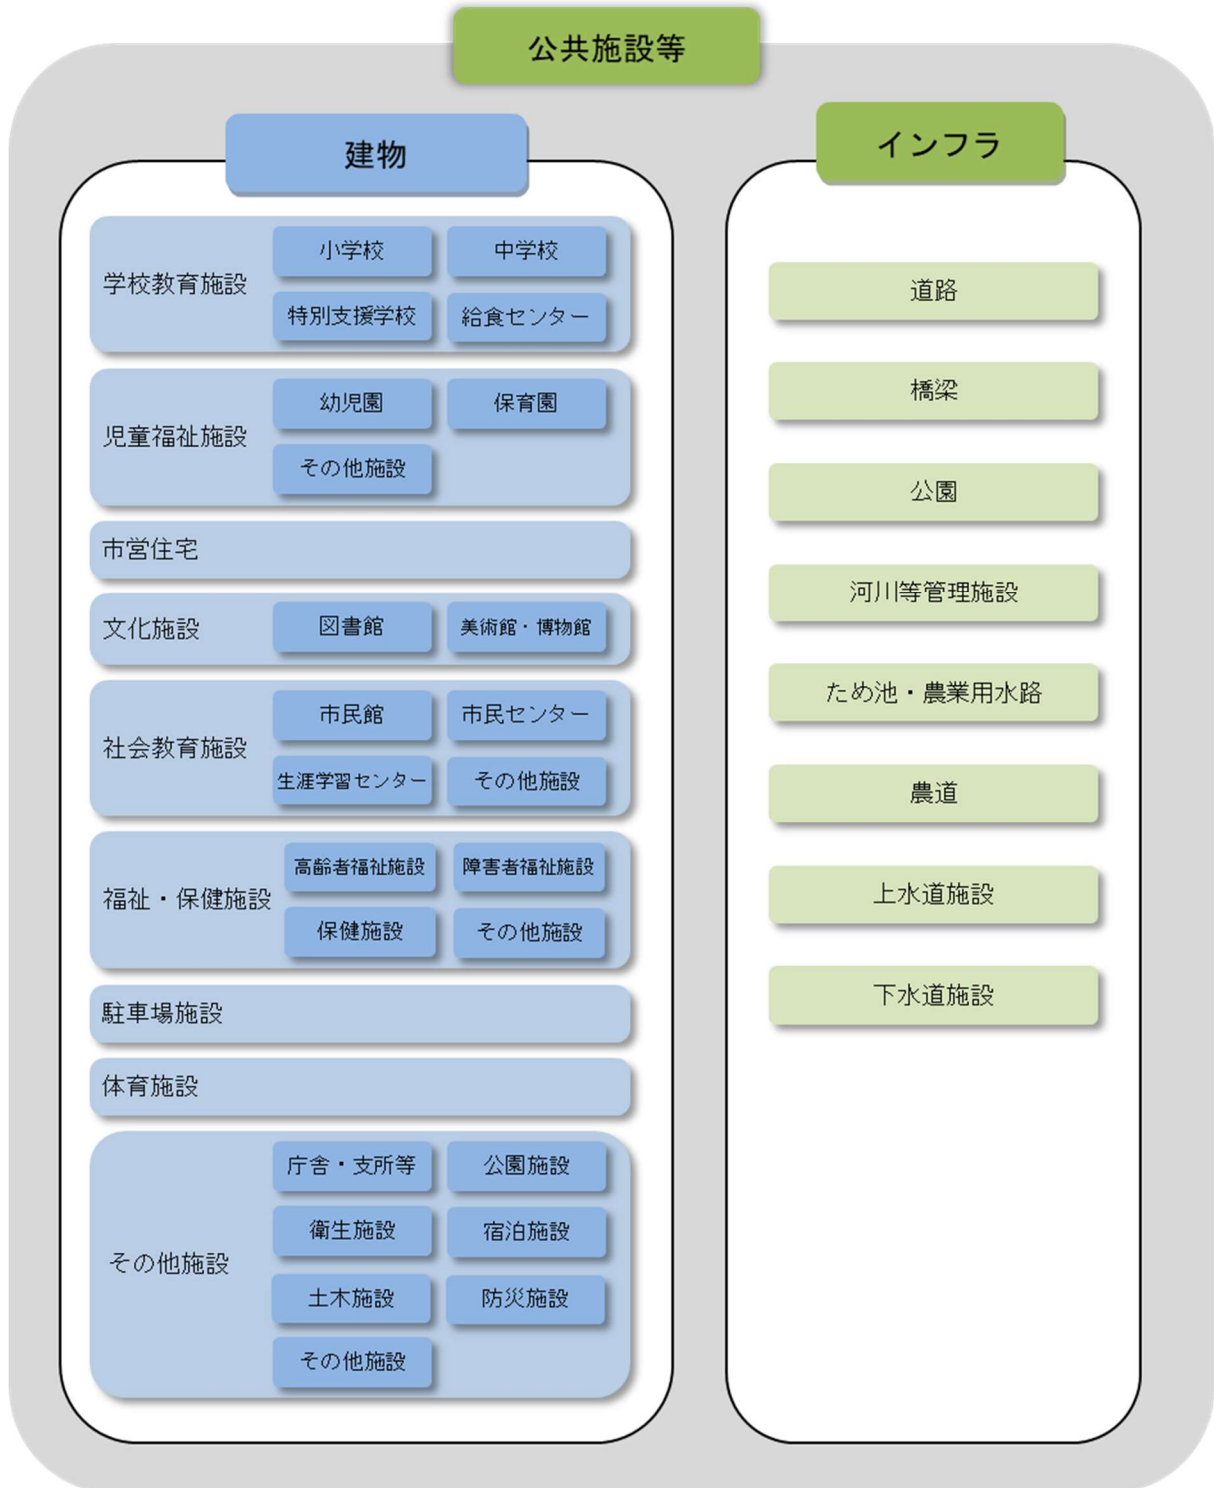 公共施設等
建物
学校教育施設
小学校
中学校
特別支援学校
給食センター
児童福祉施設
幼児園
保育園
その他施設
市営住宅
文化施設
図書館
美術館・博物館
社会教育施設
市民館
市民センター
生涯学習センター
その他施設
福祉・保健施設
高齢者福祉施設
障害者福祉施設
保健施設
その他施設
駐車場施設
体育施設
その他施設
庁舎・支所等
公園施設
衛生施設
宿泊施設
土木施設
防災施設
その他施設
インフラ
道路
橋梁
公園
河川等管理施設
ため池・農業用水路
農道
上水道施設
下水道施設